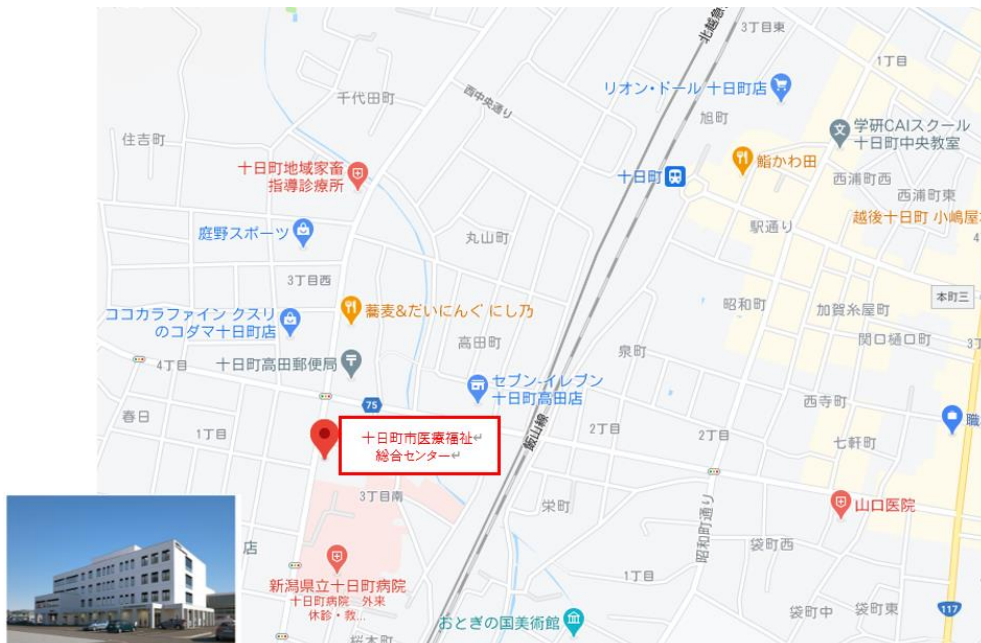 北越急
3丁目東
1丁目
リオン・ドール 十日町店
千代田町
西中央通り
旭町
学研CAIスクール
十日町中央教室
住吉町
鮨かわ田
十日町地域家畜
指導診療所
十日町
西浦町西
西浦町東
越後十日町 小嶋屋
庭野スポーツ
丸山町
駅通り
4
3丁目西
本町三
昭和町
加賀糸屋町
ココカラファイン クスリ
のコダマ十日町店
蕎麦&だいにんぐ にし乃
関口樋口町
3丁
高田町
泉町
4丁目
十日町高田郵便局
セブン-イレブン
十日町高田店
75
西寺町
春日
1丁目
十日町市医療福祉
総合センター
飯山線
2丁目
2丁目
七軒町
職
3丁目南
栄町
昭和町通り
山口医院
店
袋町西
新潟県立十日町病院
十日町病院 外来
休診・救...
1丁目
おとぎの国美術館
袋町中
袋町東
117
桜木町